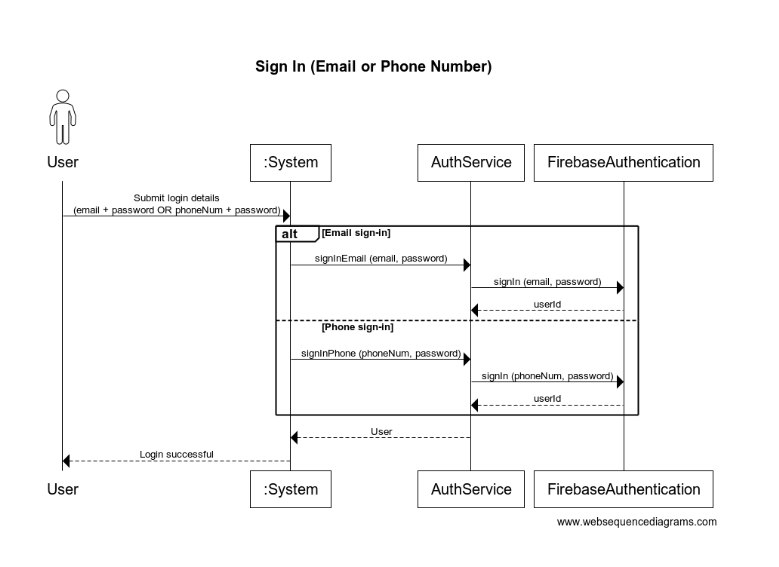 Sign In (Email or Phone Number)
User
:System
AuthService
FirebaseAuthentication
Submit login details
(email + password OR phoneNum + password)
alt
[Email sign-in]
signInEmail (email, password)
signIn (email, password)
userId
[Phone sign-in]
signInPhone (phoneNum, password)
signIn (phoneNum, password)
userId
User
Login successful
User
:System
AuthService
FirebaseAuthentication
www.websequencediagrams.com